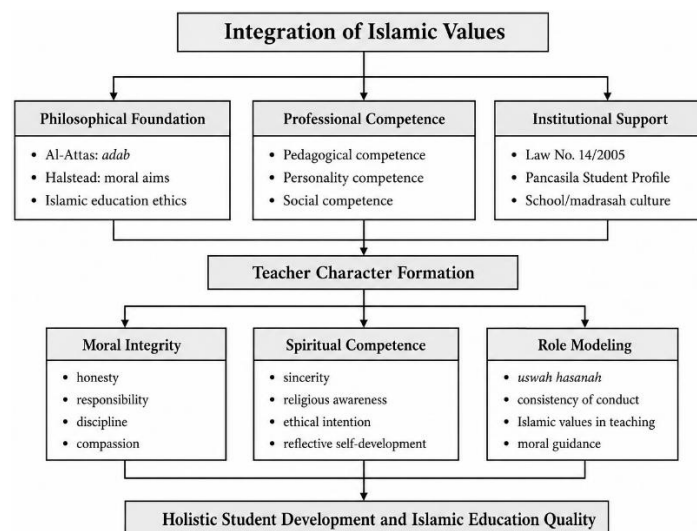 Integration of Islamic Values
Philosophical Foundation
• Al-Attas: adab
• Halstead: moral aims
• Islamic education ethics
Professional Competence
• Pedagogical competence
• Personality competence
• Social competence
Institutional Support
• Law No. 14/2005
• Pancasila Student Profile
• School/madrasah culture
Teacher Character Formation
Moral Integrity
• honesty
• responsibility
• discipline
• compassion
Spiritual Competence
• sincerity
• religious awareness
• ethical intention
• reflective self-development
Role Modeling
• uswah hasanah
• consistency of conduct
• Islamic values in teaching
• moral guidance
Holistic Student Development and Islamic Education Quality